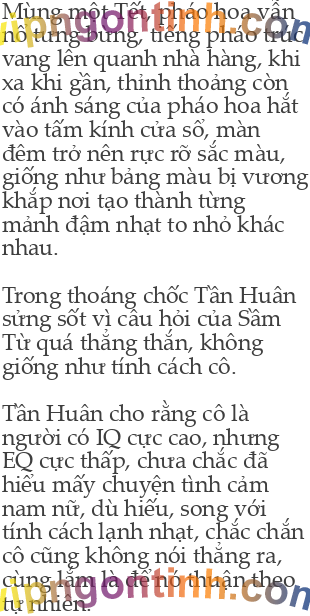 Mùng một Tết, pháo hoa vẫn
nổ tưng bừng, tiếng pháo trúc
vang lên quanh nhà hàng, khi
xa khi gần, thỉnh thoảng còn
có ánh sáng của pháo hoa hắt
vào tấm kính cửa sổ, màn
đêm trở nên rực rỡ sắc màu,
giống như bảng màu bị vương
khắp nơi tạo thành từng
mảnh đậm nhạt to nhỏ khác
nhau.
Trong thoáng chốc Tần Huân
sửng sốt vì câu hỏi của Sầm
Từ quá thẳng thắn, không
giống như tính cách cô.
Tần Huân cho rằng cô là
người có IQ cực cao, nhưng
EQ cực thấp, chưa chắc đã
hiểu mấy chuyện tình cảm
nam nữ, dù hiếu, song với
tính cách lạnh nhạt, chắc chắn
cô cũng không nói thẳng ra,
cùng lắm là để nó thuận theo
tự nhiên.